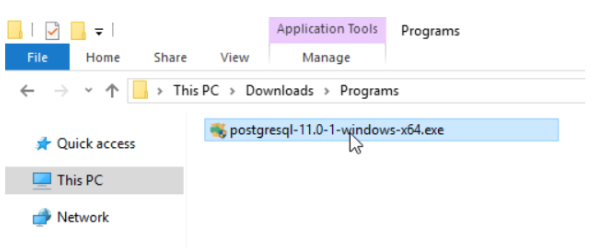 Application Tools Programs
File Home Share View Manage
This PC > Downloads > Programs
Quick access
postgresql-11.0-1-windows-x64.exe
This PC
Network